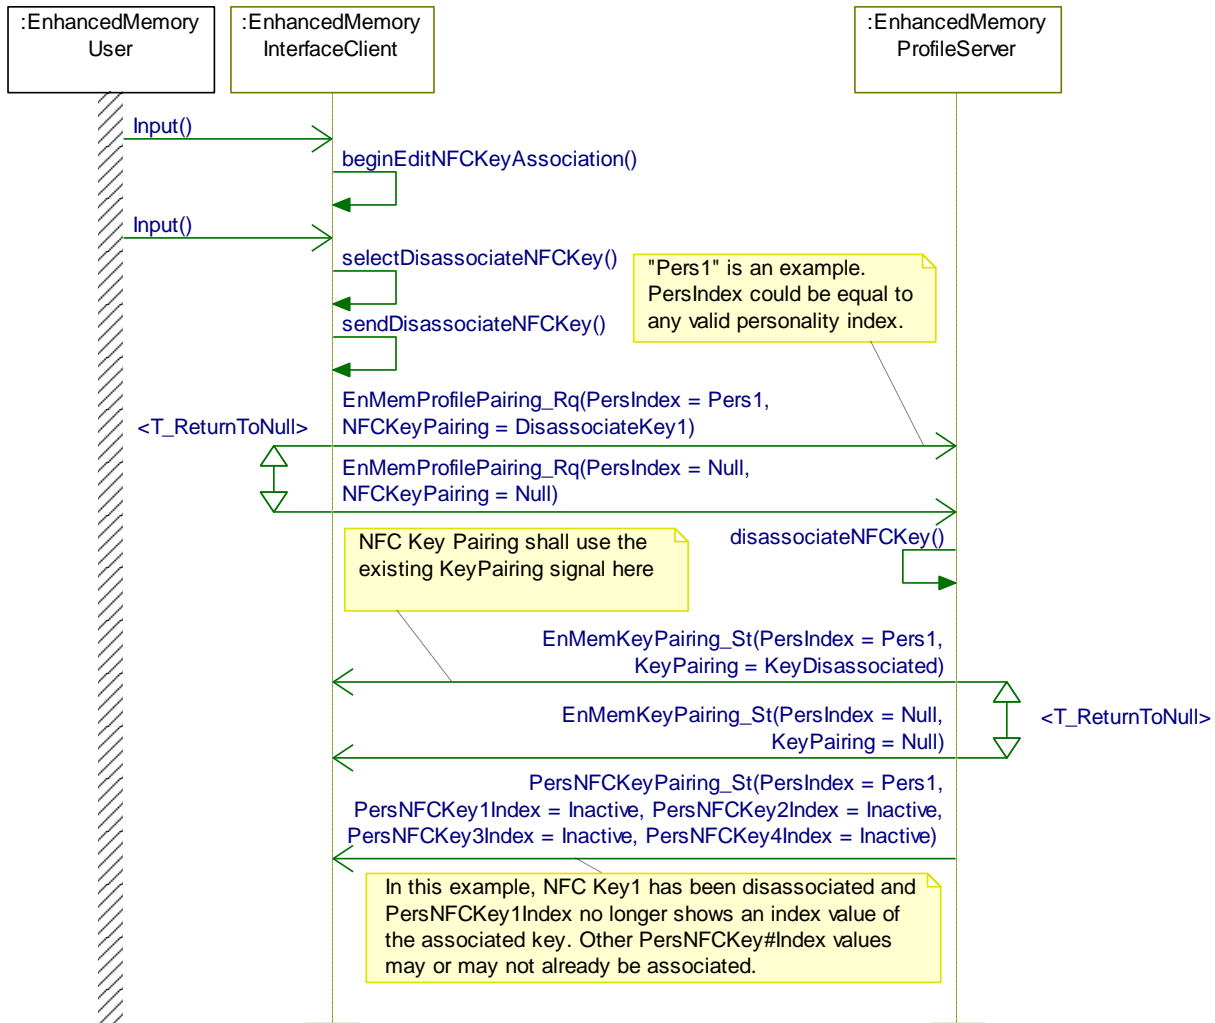 :EnhancedMemory
User
:EnhancedMemory
InterfaceClient
:EnhancedMemory
ProfileServer
Input()
beginEditNFCKeyAssociation()
Input()
selectDisassociateNFCKey()
"Pers1" is an example.
PersIndex could be equal to
any valid personality index.
sendDisassociateNFCKey()
EnMemProfilePairing_Rq(PersIndex = Pers1,
NFCKeyPairing = DisassociateKey1)
<T_ReturnToNull>
EnMemProfilePairing_Rq(PersIndex = Null,
NFCKeyPairing = Null)
disassociateNFCKey()
NFC Key Pairing shall use the
existing KeyPairing signal here
EnMemKeyPairing_St(PersIndex = Pers1,
KeyPairing = KeyDisassociated)
EnMemKeyPairing_St(PersIndex = Null,
KeyPairing = Null)
<T_ReturnToNull>
PersNFCKeyPairing_St(PersIndex = Pers1,
PersNFCKey1Index = Inactive, PersNFCKey2Index = Inactive,
PersNFCKey3Index = Inactive, PersNFCKey4Index = Inactive)
In this example, NFC Key1 has been disassociated and
PersNFCKey1Index no longer shows an index value of
the associated key. Other PersNFCKey#Index values
may or may not already be associated.